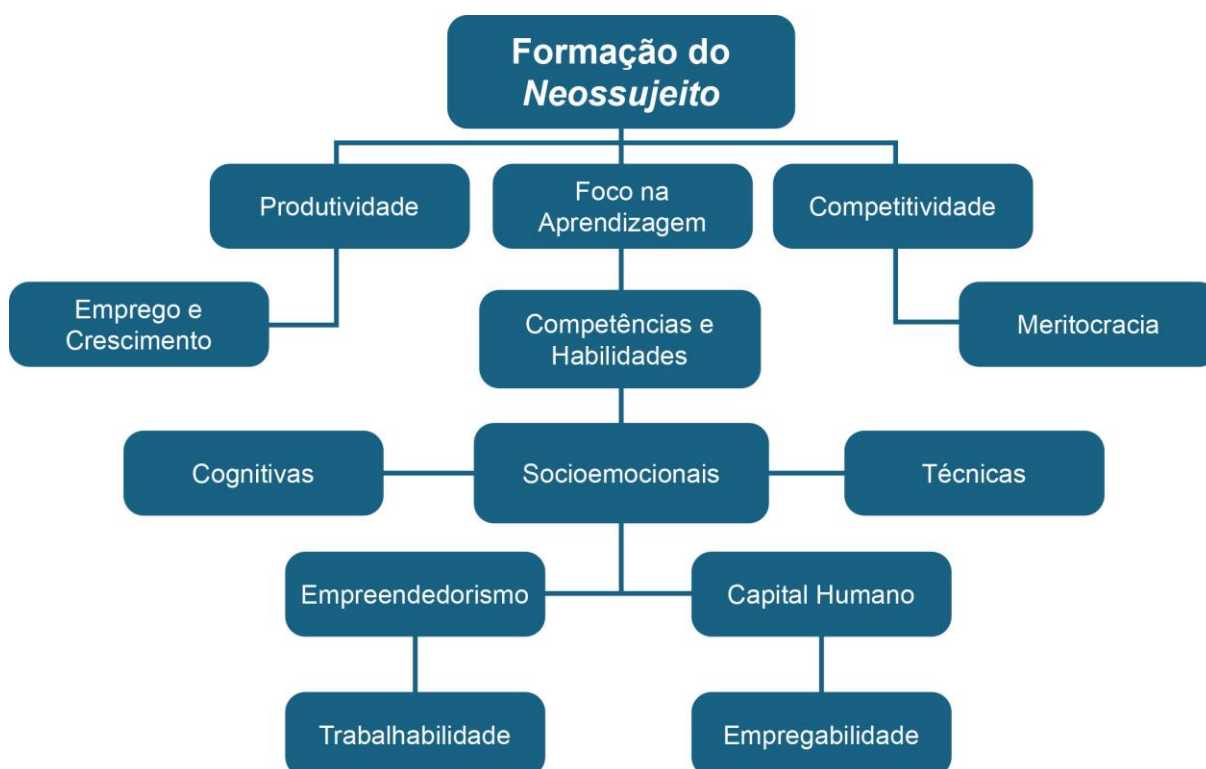 Formação do
Neossujeito
Produtividade
Foco na
Aprendizagem
Competitividade
Emprego e
Crescimento
Competências e
Habilidades
Meritocracia
Cognitivas
Socioemocionais
Técnicas
Empreendedorismo
Capital Humano
Trabalhabilidade
Empregabilidade